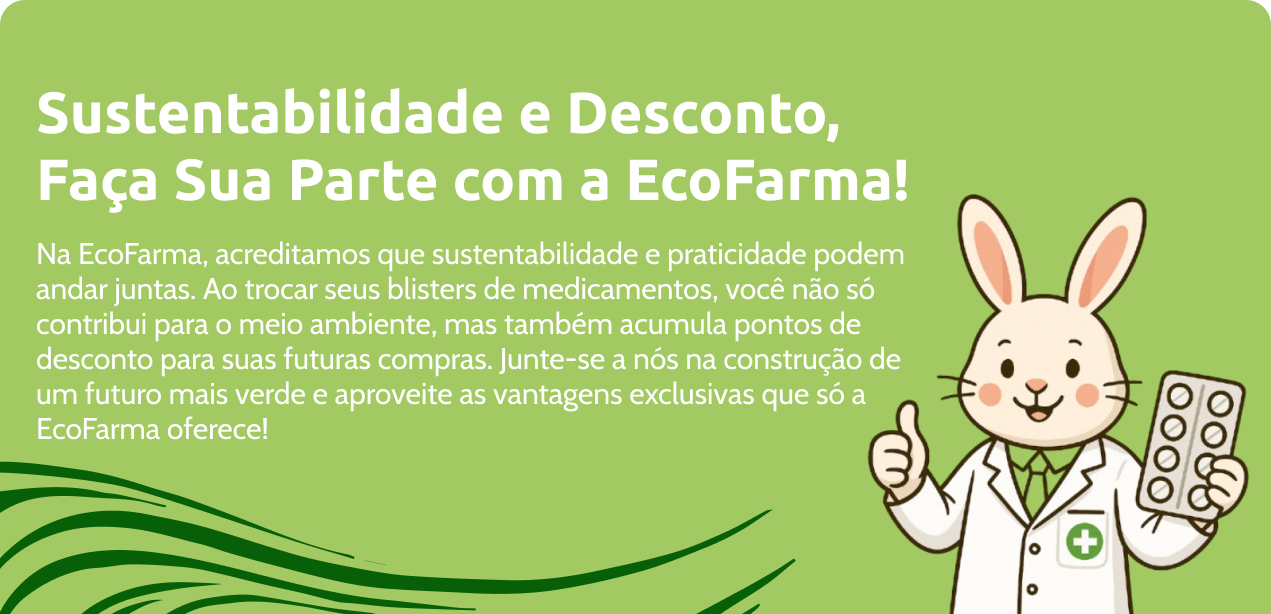 Sustentabilidade e Desconto,
Faça Sua Parte com a EcoFarma!
Na EcoFarma, acreditamos que sustentabilidade e praticidade podem
andar juntas. Ao trocar seus blisters de medicamentos, você não só
contribui para o meio ambiente, mas também acumula pontos de
desconto para suas futuras compras. Junte-se a nós na construção de
um futuro mais verde e aproveite as vantagens exclusivas que só a
EcoFarma oferece!